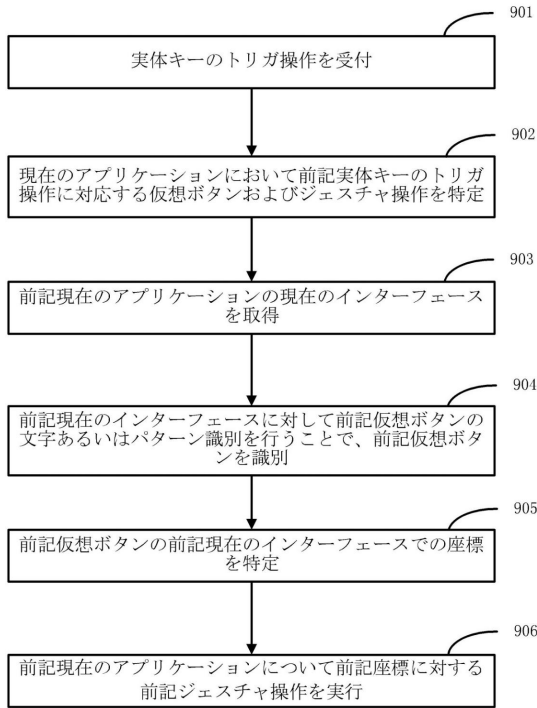 901
実体キーのトリガ操作を受付
902
現在のアプリケーションにおいて前記実体キーのトリガ
操作に対応する仮想ボタンおよびジェスチャ操作を特定
903
前記現在のアプリケーションの現在のインターフェース
を取得
904
前記現在のインターフェースに対して前記仮想ボタンの
文字あるいはパターン識別を行うことで、前記仮想ボタ
ンを識別
905
前記仮想ボタンの前記現在のインターフェースでの座標
を特定
906
前記現在のアプリケーションについて前記座標に対する
前記ジェスチャ操作を実行